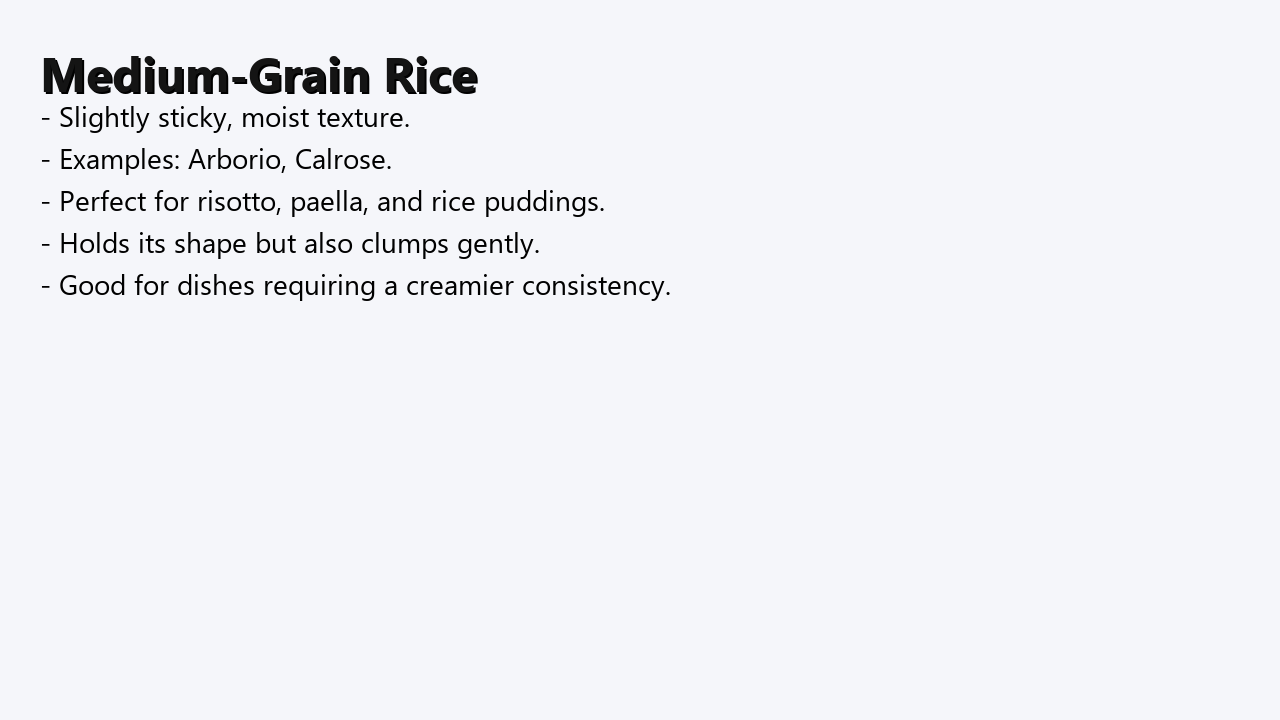 Medium-Grain Rice
- Slightly sticky, moist texture.
- Examples: Arborio, Calrose.
- Perfect for risotto, paella, and rice puddings.
- Holds its shape but also clumps gently.
- Good for dishes requiring a creamier consistency.